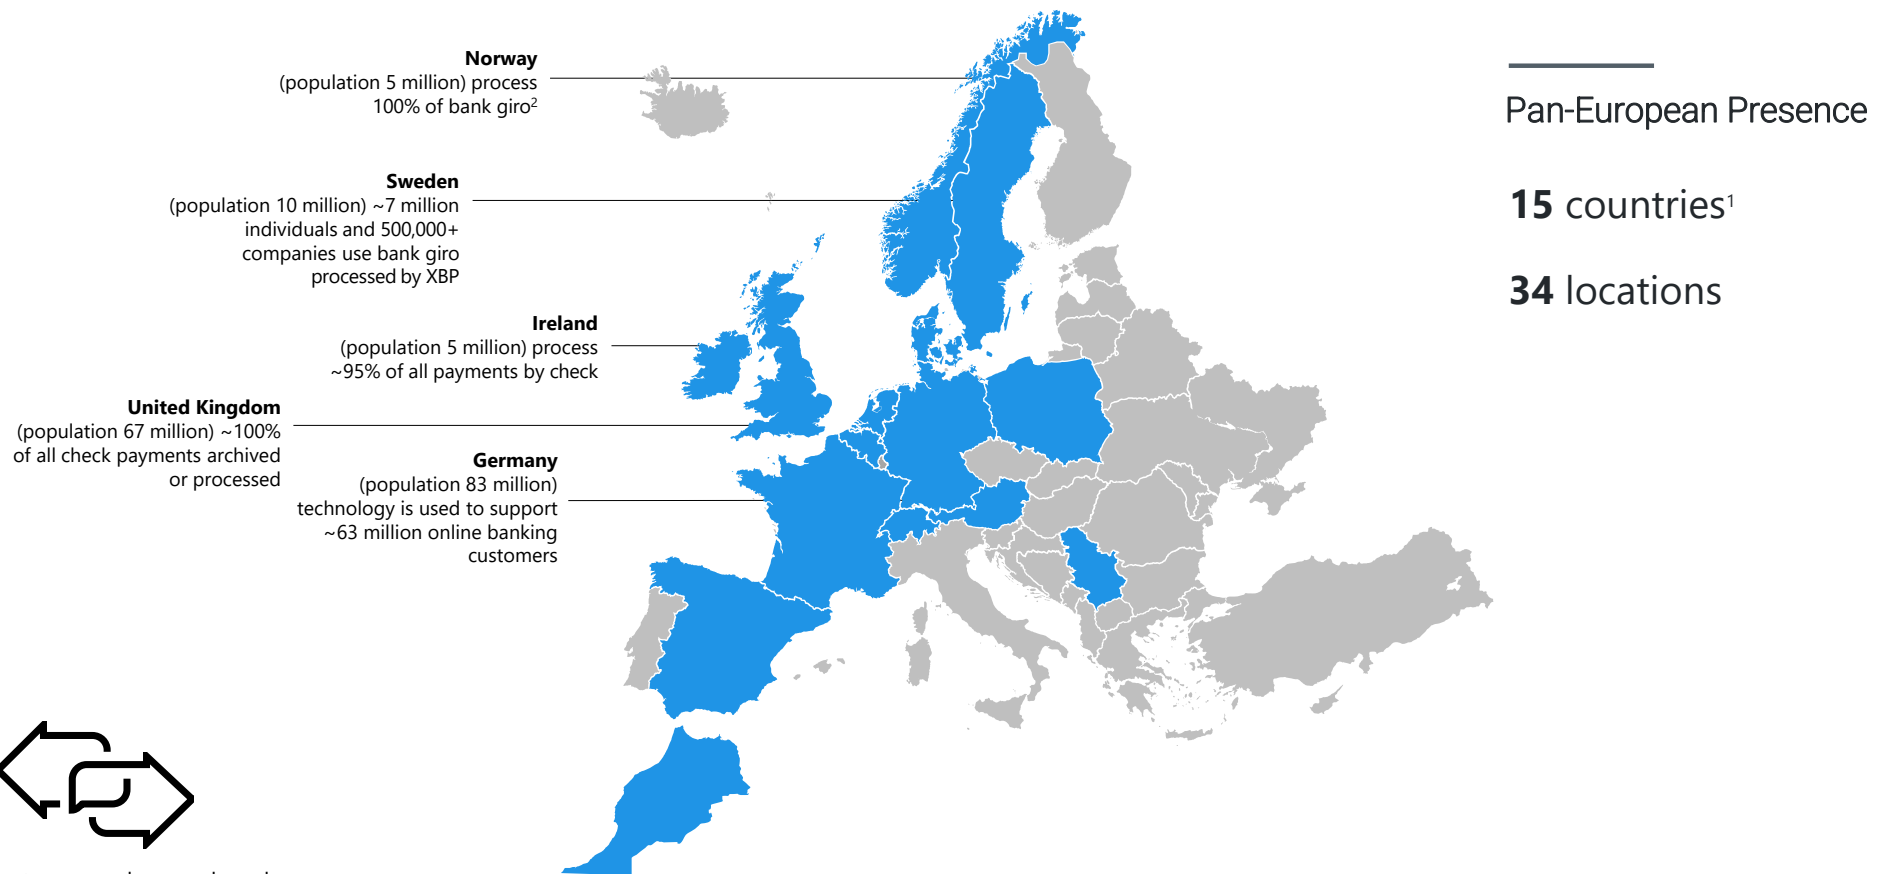 Norway
(population 5 million) process
100% of bank giro²
Sweden
(population 10 million) ~7 million
individuals and 500,000+
companies use bank giro
processed by XBP
Ireland
(population 5 million) process
~95% of all payments by check
United Kingdom
(population 67 million) ~100%
of all check payments archived
or processed
Germany
(population 83 million)
technology is used to support
~63 million online banking
customers
Pan-European Presence
15 countries¹
34 locations